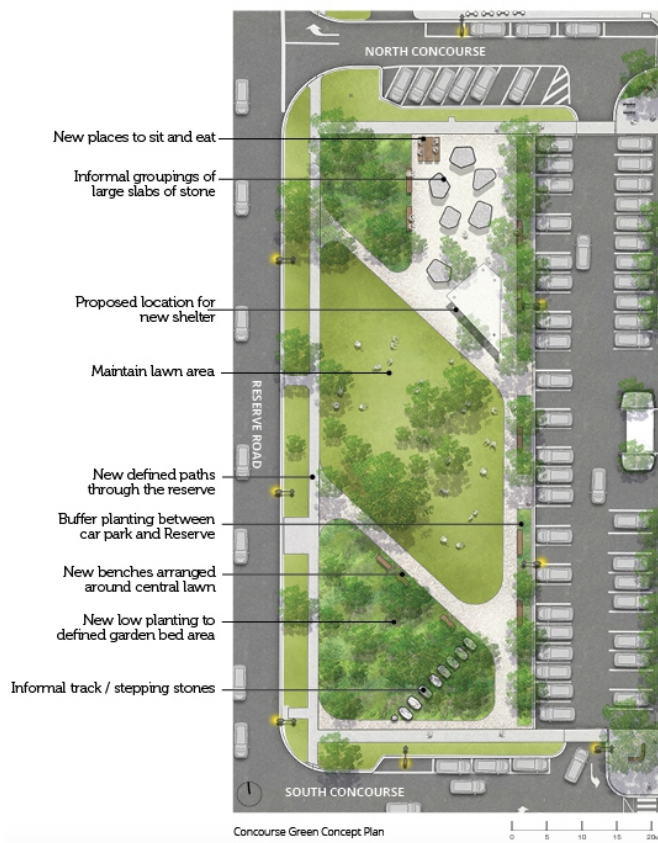 NORTH CONCOURSE
New places to sit and eat
Informal groupings of
large slabs of stone
Proposed location for
new shelter
Maintain lawn area
RESERVE ROAD
New defined paths
through the reserve
Buffer planting between
car park and Reserve
New benches arranged
around central lawn
New low planting to
defined garden bed area
Informal track / stepping stones
SOUTH CONCOURSE
Concourse Green Concept Plan
0 5 10 15 20